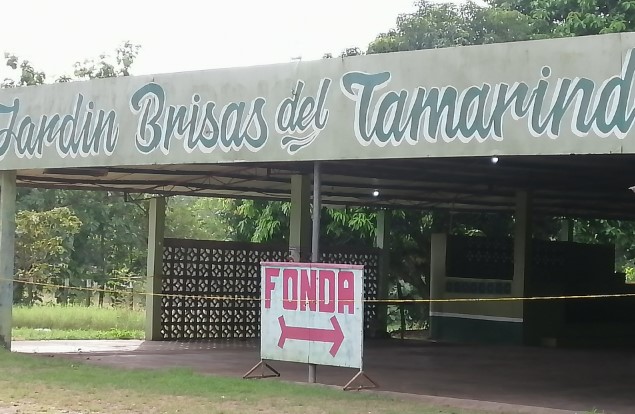 Jardin Brisas del Tamarind
FONDA